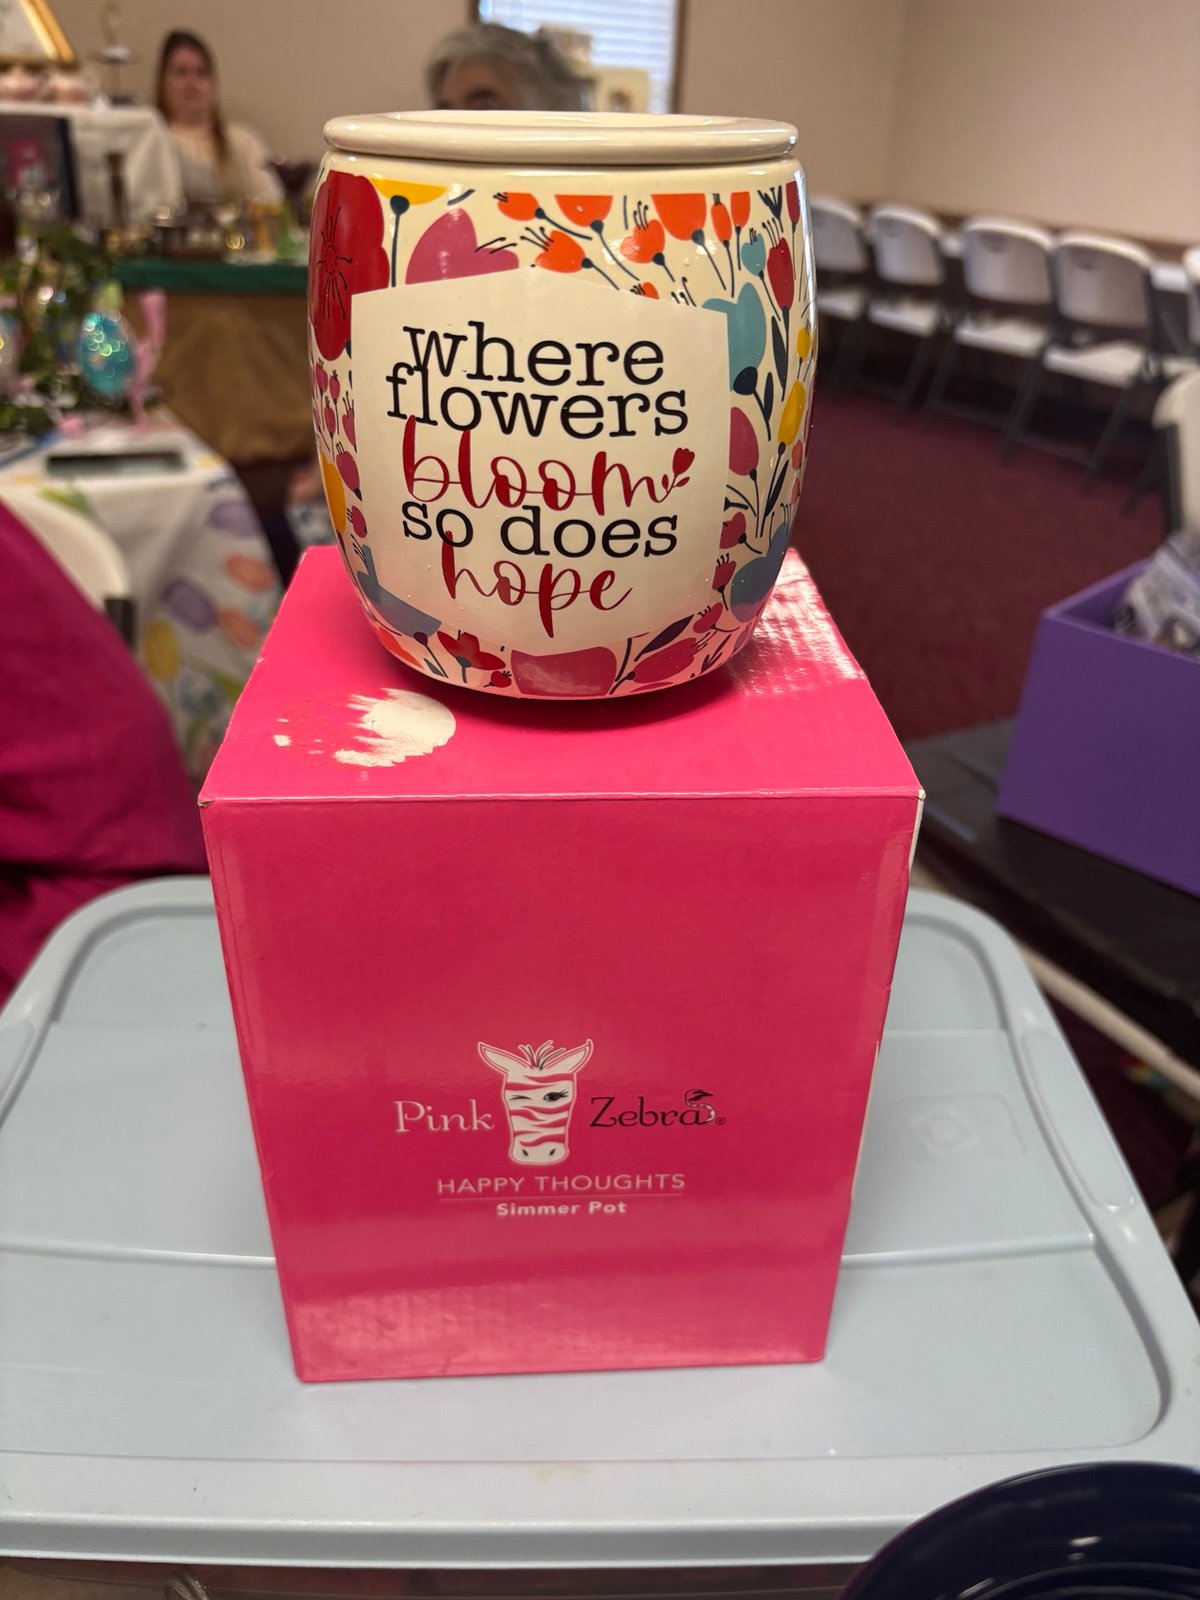 where
flowers
bloom
so does
hope
Pink Zebra®
HAPPY THOUGHTS
Simmer Pot